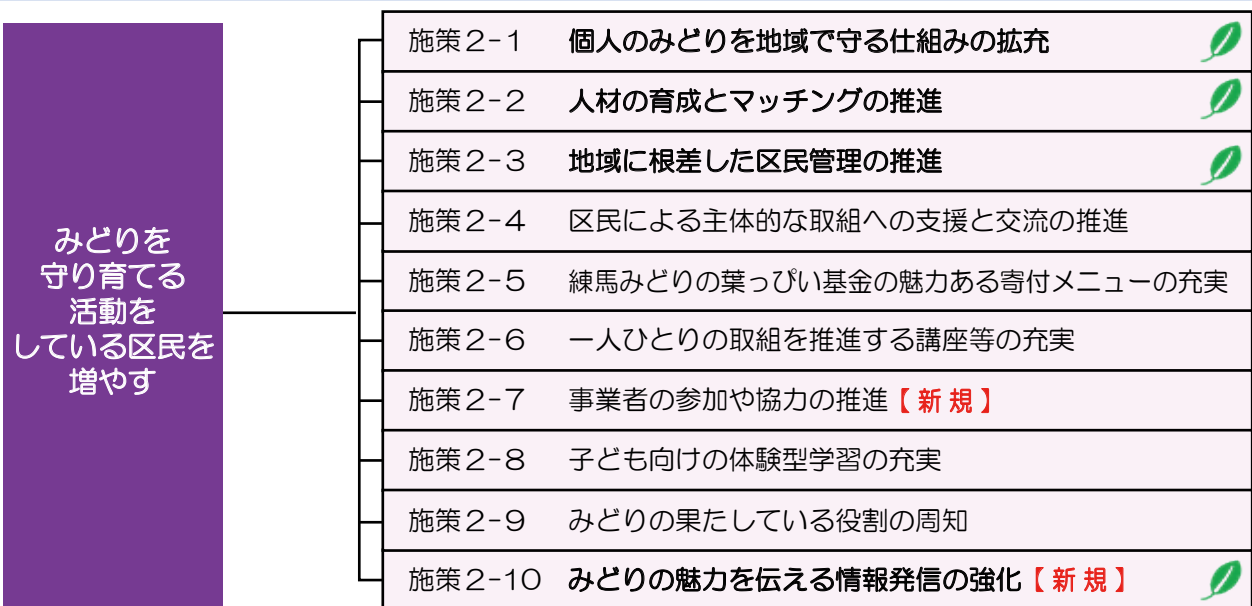 みどりを
守り育てる
活動を
している区民を
増やす
施策2-1 個人のみどりを地域で守る仕組みの拡充
施策2-2 人材の育成とマッチングの推進
施策2-3 地域に根差した区民管理の推進
施策2-4 区民による主体的な取組への支援と交流の推進
施策2-5 練馬みどりの葉っぴい基金の魅力ある寄付メニューの充実
施策2-6 一人ひとりの取組を推進する講座等の充実
施策2-7 事業者の参加や協力の推進【新規】
施策2-8 子ども向けの体験型学習の充実
施策2-9 みどりの果たしている役割の周知
施策2-10 みどりの魅力を伝える情報発信の強化【新規】